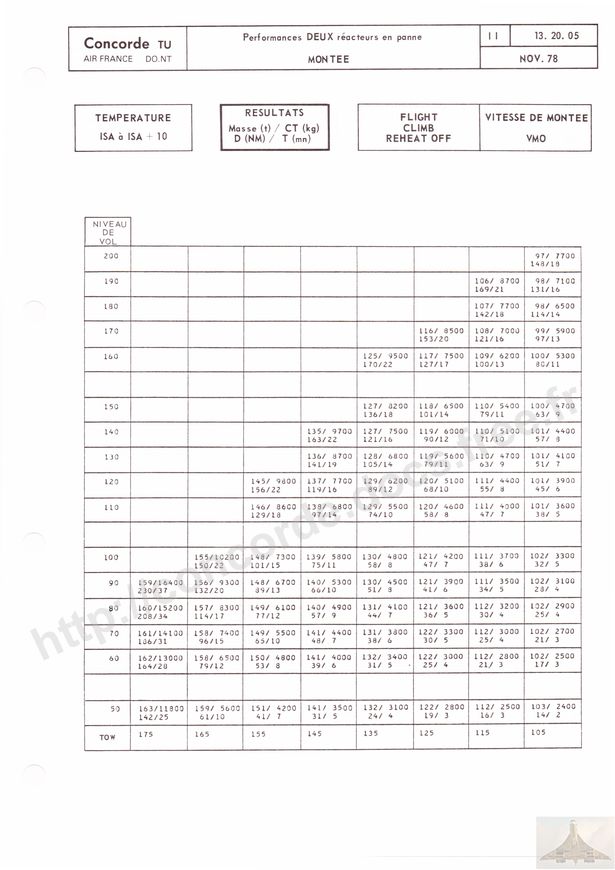 Concorde TU
AIR FRANCE DO.NT
Performances DEUX réacteurs en panne
MONTEE
II
13. 20. 05
NOV. 78
TEMPERATURE
ISA à ISA + 10
RESULTATS
Masse (t) / CT (kg)
D (NM) / T (mn)
FLIGHT
CLIMB
REHEAT OFF
VITESSE DE MONTEE
VMO
NIVEAU
DE
VOL
200 97/ 7700
148/18
190 106/ 8700 98/ 7100
169/21 131/16
180 107/ 7700 98/ 6500
142/18 114/14
170 116/ 8500 108/ 7000 99/ 5900
153/20 121/16 97/13
160 125/ 9500 117/ 7500 109/ 6200 100/ 5300
170/22 127/17 100/13 80/11
150 127/ 8200 118/ 6500 110/ 5400 100/ 4700
136/18 101/14 79/11 63/ 9
140 135/ 9700 127/ 7500 119/ 6000 110/ 5100 101/ 4400
163/22 121/16 90/12 71/10 57/ 8
130 136/ 8700 128/ 6800 119/ 5600 110/ 4700 101/ 4100
141/19 105/14 79/11 63/ 9 51/ 7
120 145/ 9800 137/ 7700 129/ 6200 120/ 5100 111/ 4400 101/ 3900
156/22 119/16 89/12 68/10 55/ 8 45/ 6
110 146/ 8600 138/ 6800 129/ 5500 120/ 4600 111/ 4000 101/ 3600
129/18 97/14 74/10 58/ 8 47/ 7 38/ 5
100 155/10200 148/ 7300 139/ 5800 130/ 4800 121/ 4200 111/ 3700 102/ 3300
150/22 101/15 75/11 58/ 8 47/ 7 38/ 6 32/ 5
90 159/16400 156/ 9300 148/ 6700 140/ 5300 130/ 4500 121/ 3900 111/ 3500 102/ 3100
230/37 132/20 89/13 66/10 51/ 8 41/ 6 34/ 5 28/ 4
80 160/15200 157/ 8300 149/ 6100 140/ 4900 131/ 4100 121/ 3600 112/ 3200 102/ 2900
208/34 114/17 77/12 57/ 9 44/ 7 36/ 5 30/ 4 25/ 4
70 161/14100 158/ 7400 149/ 5500 141/ 4400 131/ 3800 122/ 3300 112/ 3000 102/ 2700
186/31 96/15 65/10 48/ 7 38/ 6 30/ 5 25/ 4 21/ 3
60 162/13000 158/ 6500 150/ 4800 141/ 4000 132/ 3400 122/ 3000 112/ 2800 102/ 2500
164/28 79/12 53/ 8 39/ 6 31/ 5 25/ 4 21/ 3 17/ 3
50 163/11800 159/ 5600 151/ 4200 141/ 3500 132/ 3100 122/ 2800 112/ 2500 103/ 2400
142/25 61/10 41/ 7 31/ 5 24/ 4 19/ 3 16/ 3 14/ 2
TOW 175 165 155 145 135 125 115 105
http://concorde.docs.free.fr